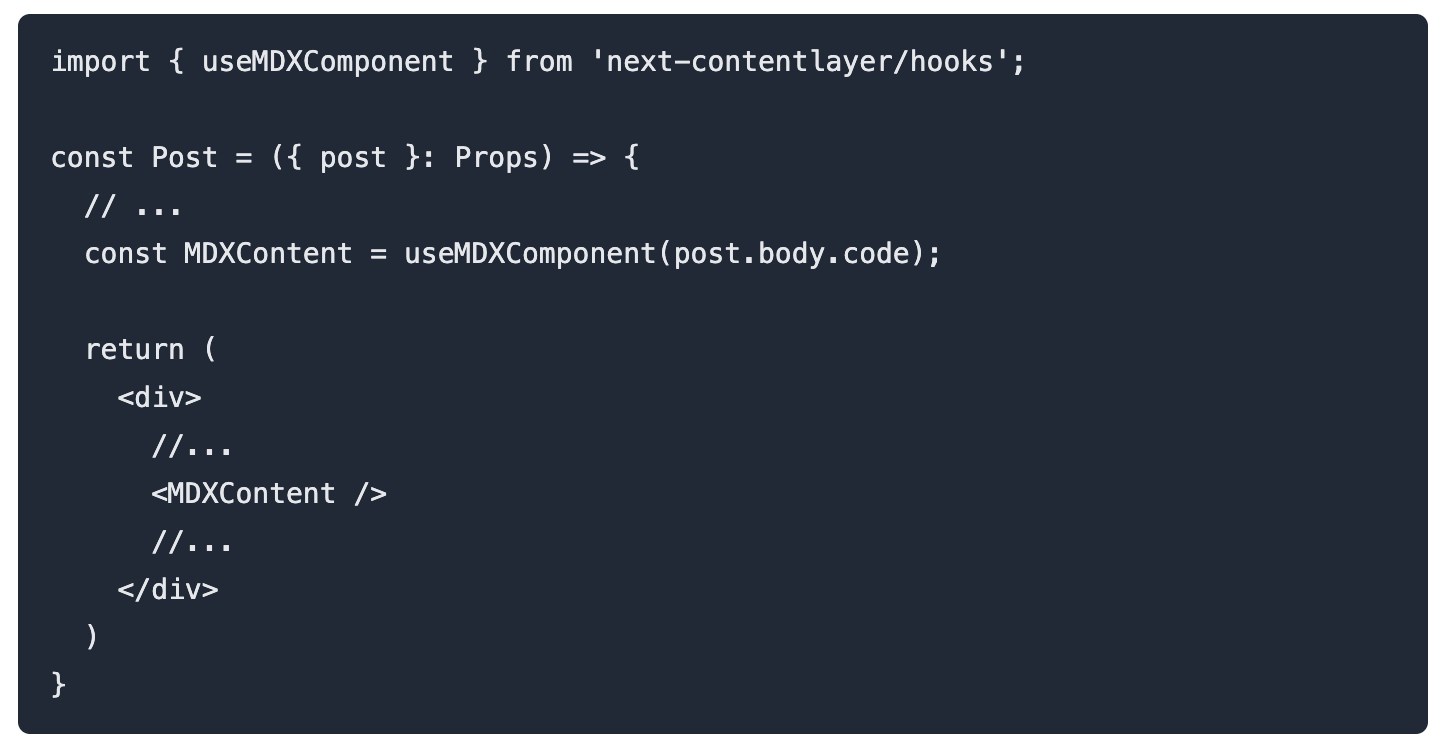 import { useMDXComponent } from 'next-contentlayer/hooks';

const Post = ({ post }: Props) => {
  // ...
  const MDXContent = useMDXComponent(post.body.code);

  return (
    <div>
      //...
      <MDXContent />
      //...
    </div>
  )
}